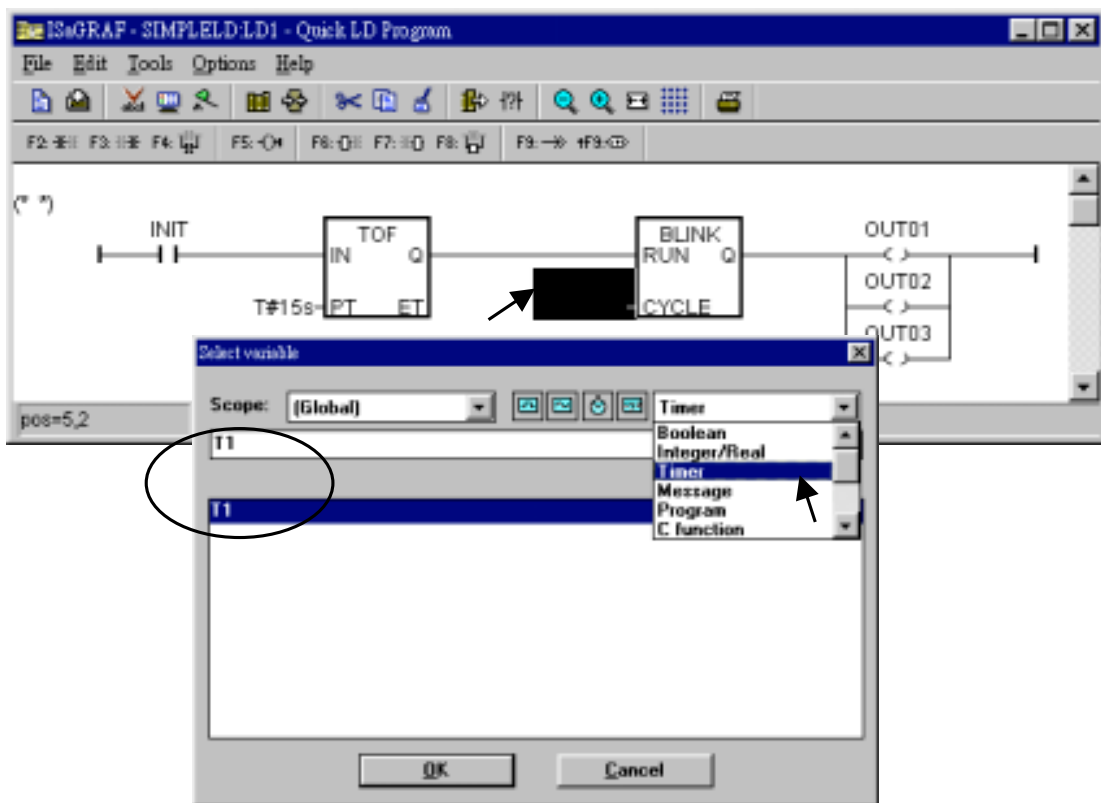 ISaGRAF - SIMPLELD:LD1 - Quick LD Program
File Edit Tools Options Help
F2: F3: F4: F5: F6: F7: F8: F9: ↑F9:
(* *)
INIT
TOF
IN Q
T#15s PT ET
BLINK
RUN Q
CYCLE
OUT01
OUT02
OUT03
pos=5,2
Select variable
Scope: (Global) Timer
T1
Boolean
Integer/Real
Timer
Message
Program
C function
T1
OK Cancel